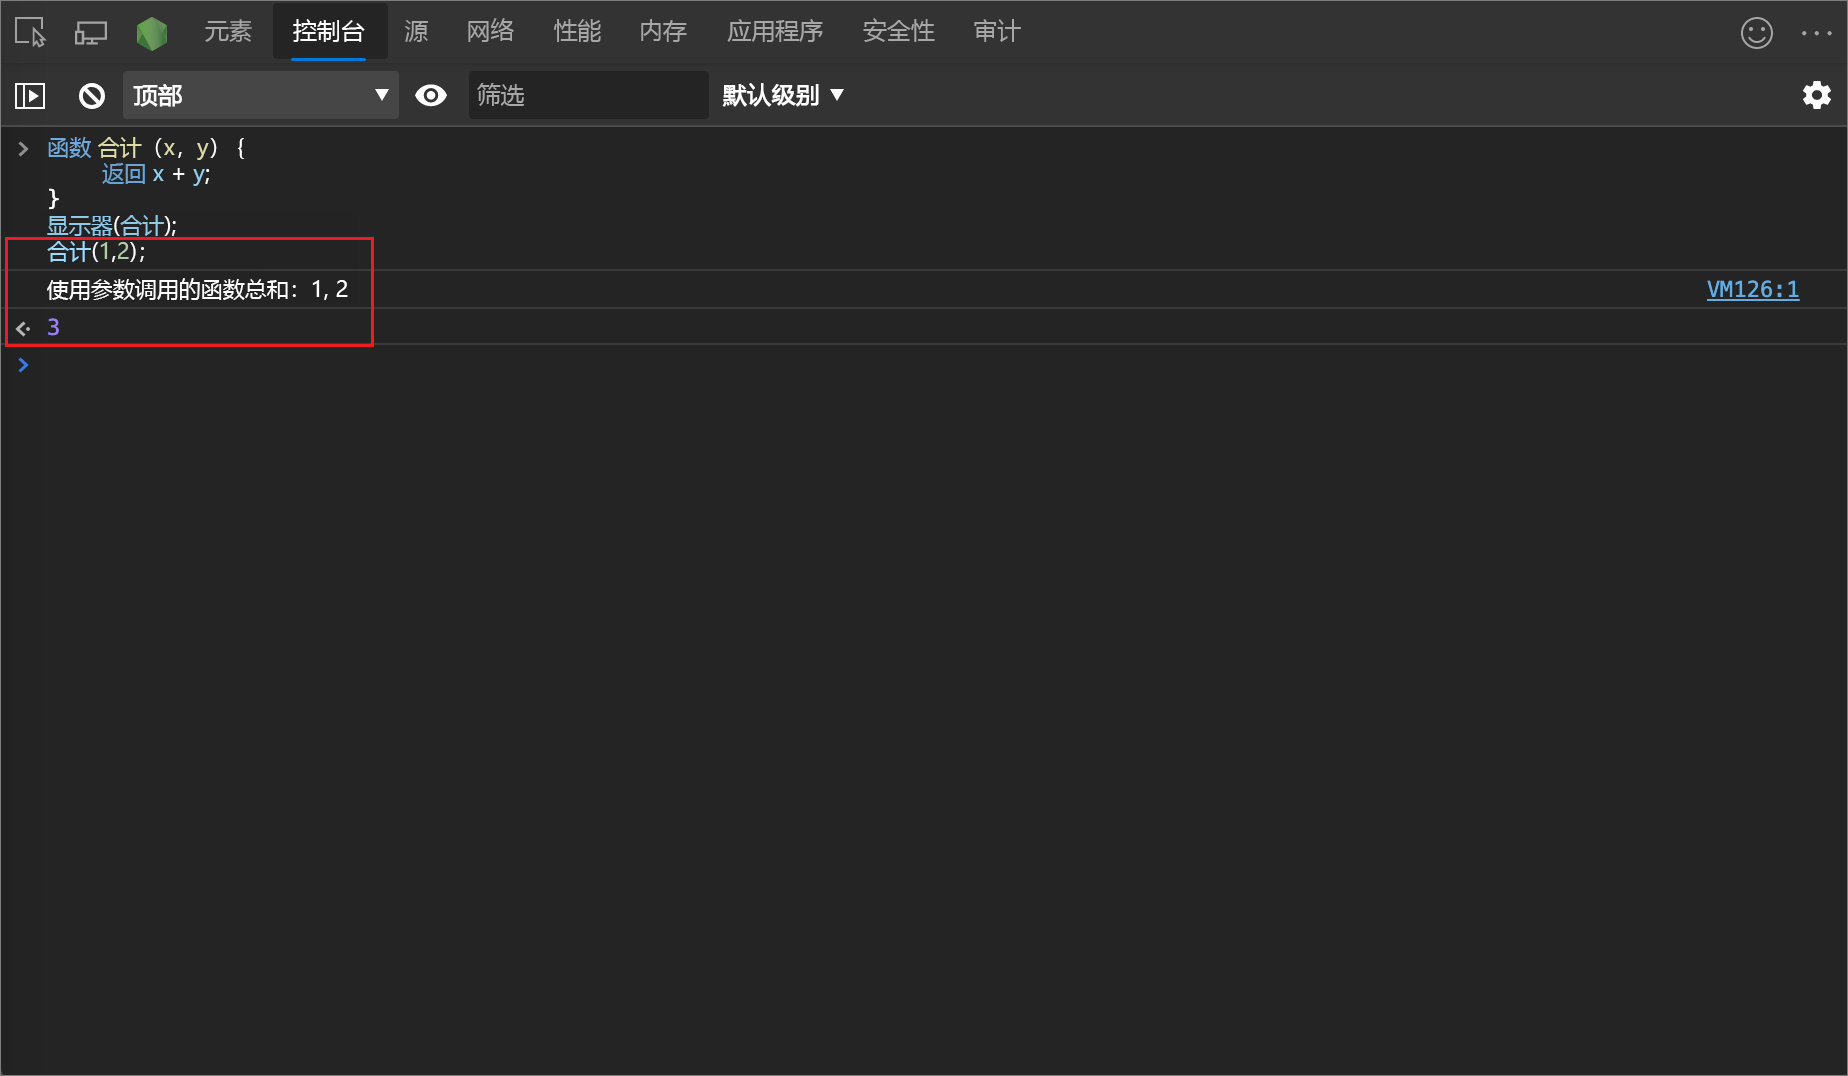 元素 控制台 源 网络 性能 内存 应用程序 安全性 审计
顶部 筛选 默认级别
函数 合计（x，y） {
返回 x + y;
}
显示器(合计);
合计(1,2);
使用参数调用的函数总和：1, 2 VM126:1
3